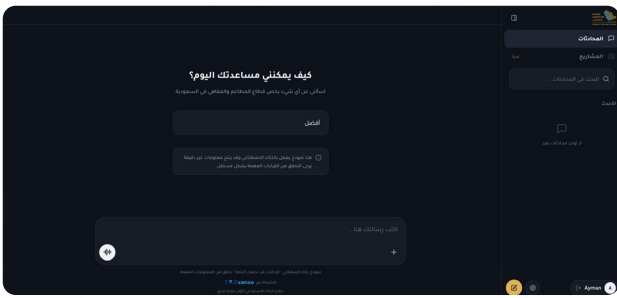 المحادثات
المشاريع
البحث في المحادثات...
الأحدث
لا توجد محادثات بعد
Ayman
كيف يمكنني مساعدتك اليوم؟
اسألني عن أي شيء يخص قطاع المطاعم والمقاهي في السعودية
أفضل
هذا نموذج يعمل بالذكاء الاصطناعي وقد ينتج معلومات غير دقيقة.
يرجى التحقق من القرارات المهمة بشكل مستقل.
اكتب رسالتك هنا...